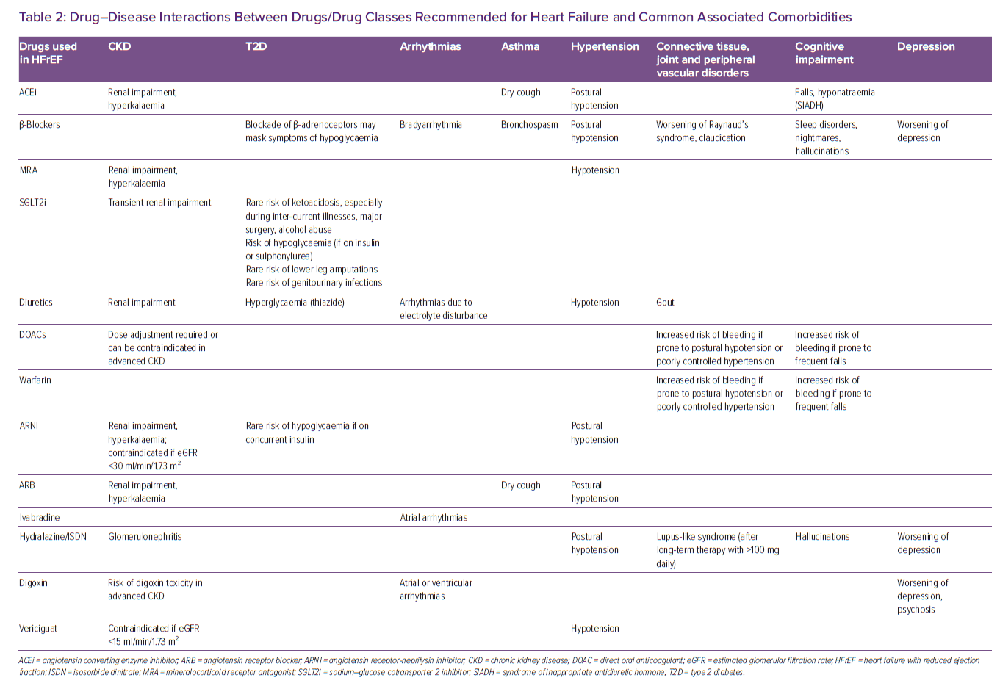 Table 2: Drug–Disease Interactions Between Drugs/Drug Classes Recommended for Heart Failure and Common Associated Comorbidities
Drugs used
in HFrEF
CKD
T2D
Arrhythmias
Asthma
Hypertension
Connective tissue,
joint and peripheral
vascular disorders
Cognitive
impairment
Depression
ACEi
Renal impairment,
hyperkalaemia
Dry cough
Postural
hypotension
Falls, hyponatraemia
(SIADH)
β-Blockers
Blockade of β-adrenoceptors may
mask symptoms of hypoglycaemia
Bradyarrhythmia
Bronchospasm
Postural
hypotension
Worsening of Raynaud's
syndrome, claudication
Sleep disorders,
nightmares,
hallucinations
Worsening of
depression
MRA
Renal impairment,
hyperkalaemia
Hypotension
SGLT2i
Transient renal impairment
Rare risk of ketoacidosis, especially
during inter-current illnesses, major
surgery, alcohol abuse
Risk of hypoglycaemia (if on insulin
or sulphonylurea)
Rare risk of lower leg amputations
Rare risk of genitourinary infections
Diuretics
Renal impairment
Hyperglycaemia (thiazide)
Arrhythmias due to
electrolyte disturbance
Hypotension
Gout
DOACs
Dose adjustment required or
can be contraindicated in
advanced CKD
Increased risk of bleeding if
prone to postural hypotension or
poorly controlled hypertension
Increased risk of
bleeding if prone to
frequent falls
Warfarin
Increased risk of bleeding if
prone to postural hypotension or
poorly controlled hypertension
Increased risk of
bleeding if prone to
frequent falls
ARNI
Renal impairment,
hyperkalaemia;
contraindicated if eGFR
<30 ml/min/1.73 m²
Rare risk of hypoglycaemia if on
concurrent insulin
Postural
hypotension
ARB
Renal impairment,
hyperkalaemia
Dry cough
Postural
hypotension
Ivabradine
Atrial arrhythmias
Hydralazine/ISDN
Glomerulonephritis
Postural
hypotension
Lupus-like syndrome (after
long-term therapy with >100 mg
daily)
Hallucinations
Worsening of
depression
Digoxin
Risk of digoxin toxicity in
advanced CKD
Atrial or ventricular
arrhythmias
Worsening of
depression,
psychosis
Vericiguat
Contraindicated if eGFR
<15 ml/min/1.73 m²
Hypotension
ACEi = angiotensin converting enzyme inhibitor; ARB = angiotensin receptor blocker; ARNI = angiotensin receptor-neprilysin inhibitor; CKD = chronic kidney disease; DOAC = direct oral anticoagulant; eGFR = estimated glomerular filtration rate; HFrEF = heart failure with reduced ejection
fraction; ISDN = isosorbide dinitrate; MRA = mineralocorticoid receptor antagonist; SGLT2i = sodium–glucose cotransporter 2 inhibitor; SIADH = syndrome of inappropriate antidiuretic hormone; T2D = type 2 diabetes.